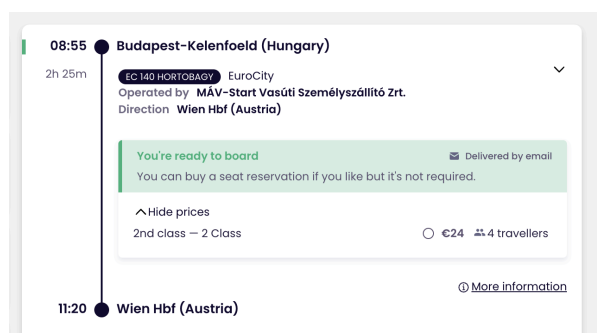 08:55 Budapest-Kelenfoeld (Hungary)
2h 25m
EC 140 HORTOBAGY EuroCity
Operated by MÁV-Start Vasúti Személyszállító Zrt.
Direction Wien Hbf (Austria)
You're ready to board Delivered by email
You can buy a seat reservation if you like but it's not required.
Hide prices
2nd class — 2 Class €24 4 travellers
More information
11:20 Wien Hbf (Austria)